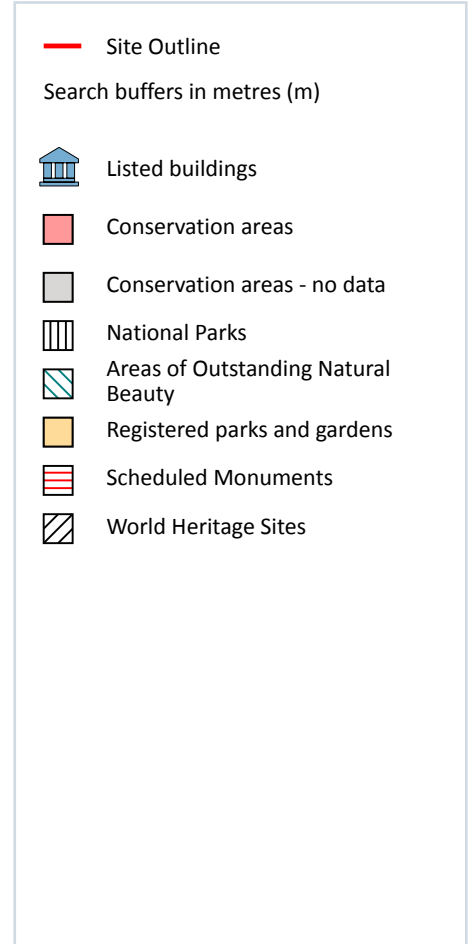 Site Outline
Search buffers in metres (m)
Listed buildings
Conservation areas
Conservation areas - no data
National Parks
Areas of Outstanding Natural
Beauty
Registered parks and gardens
Scheduled Monuments
World Heritage Sites